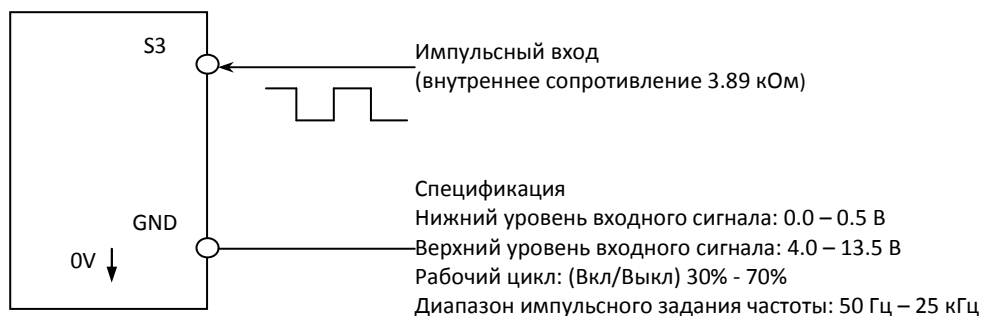 S3
Импульсный вход
(внутреннее сопротивление 3.89 кОм)
Спецификация
Нижний уровень входного сигнала: 0.0 – 0.5 В
GND
Верхний уровень входного сигнала: 4.0 – 13.5 В
0V
Рабочий цикл: (Вкл/Выкл) 30% - 70%
Диапазон импульсного задания частоты: 50 Гц – 25 кГц